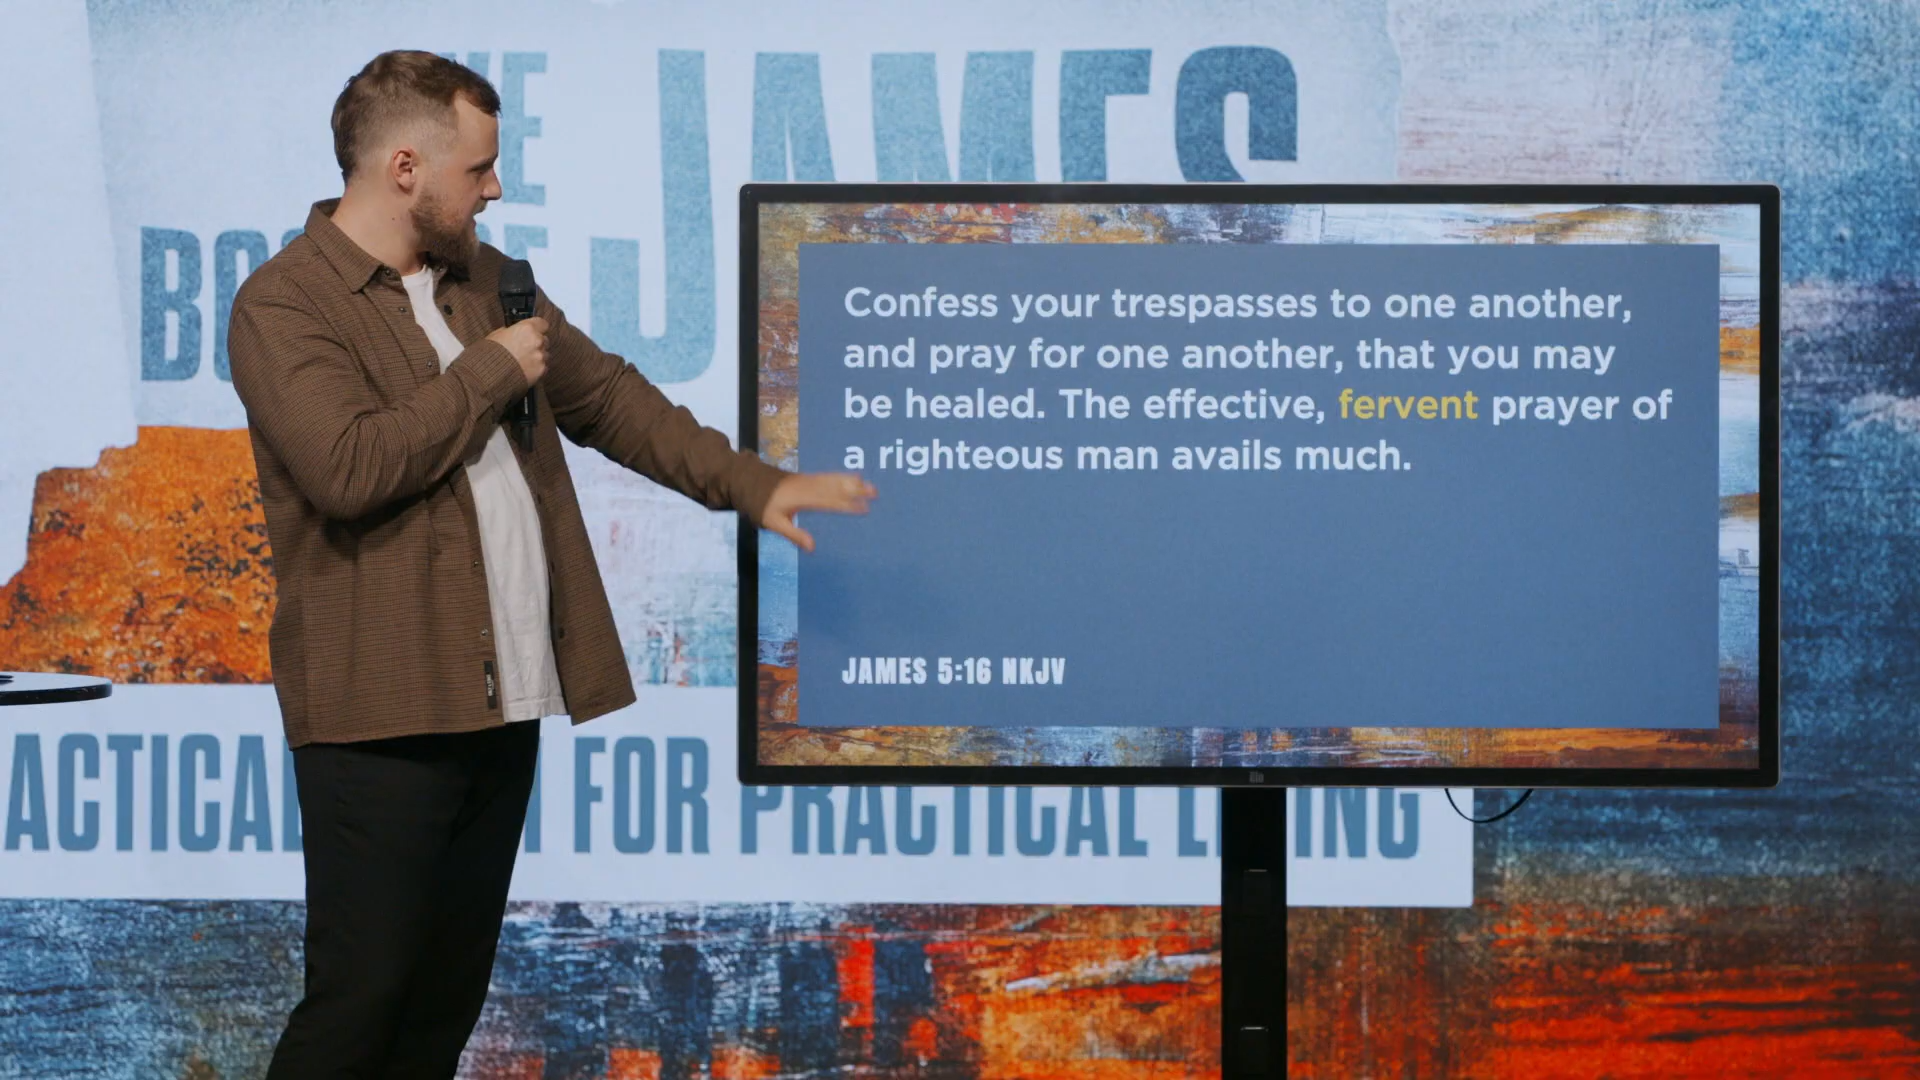 JAMES
FOR PRACTICAL
Confess your trespasses to one another,
and pray for one another, that you may
be healed. The effective, fervent prayer of
a righteous man avails much.
JAMES 5:16 NKJV